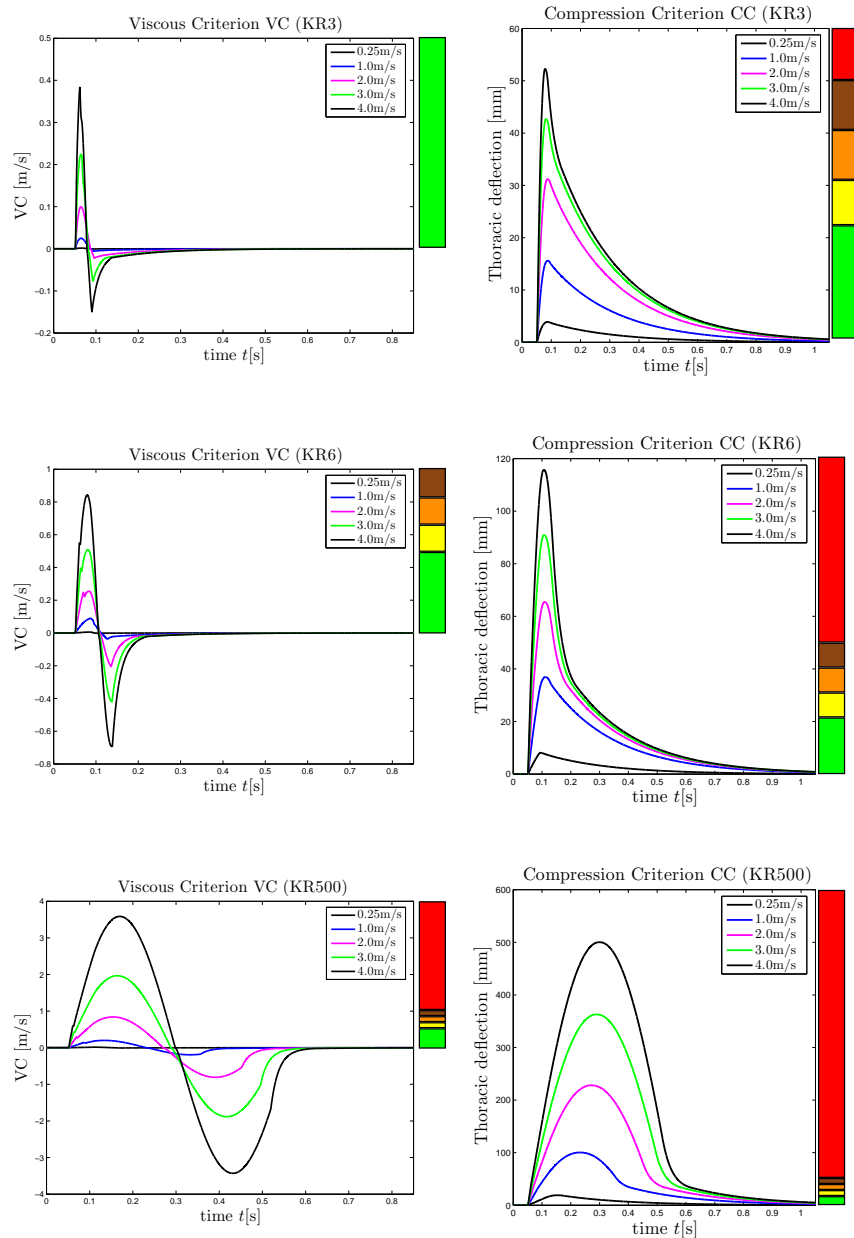 Viscous Criterion VC (KR3)
0.5
0.4
0.3
0.2
0.1
0
−0.1
−0.2
VC [m/s]
0.25m/s
1.0m/s
2.0m/s
3.0m/s
4.0m/s
0 0.1 0.2 0.3 0.4 0.5 0.6 0.7 0.8
time t[s]
Compression Criterion CC (KR3)
60
50
40
30
20
10
0
Thoracic deflection [mm]
0.25m/s
1.0m/s
2.0m/s
3.0m/s
4.0m/s
0 0.1 0.2 0.3 0.4 0.5 0.6 0.7 0.8 0.9 1
time t[s]
Viscous Criterion VC (KR6)
1
0.8
0.6
0.4
0.2
0
−0.2
−0.4
−0.6
−0.8
VC [m/s]
0.25m/s
1.0m/s
2.0m/s
3.0m/s
4.0m/s
0 0.1 0.2 0.3 0.4 0.5 0.6 0.7 0.8
time t[s]
Compression Criterion CC (KR6)
120
100
80
60
40
20
0
Thoracic deflection [mm]
0.25m/s
1.0m/s
2.0m/s
3.0m/s
4.0m/s
0 0.1 0.2 0.3 0.4 0.5 0.6 0.7 0.8 0.9 1
time t[s]
Viscous Criterion VC (KR500)
4
3
2
1
0
−1
−2
−3
−4
VC [m/s]
0.25m/s
1.0m/s
2.0m/s
3.0m/s
4.0m/s
0 0.1 0.2 0.3 0.4 0.5 0.6 0.7 0.8
time t[s]
Compression Criterion CC (KR500)
600
500
400
300
200
100
0
Thoracic deflection [mm]
0.25m/s
1.0m/s
2.0m/s
3.0m/s
4.0m/s
0 0.1 0.2 0.3 0.4 0.5 0.6 0.7 0.8 0.9 1
time t[s]